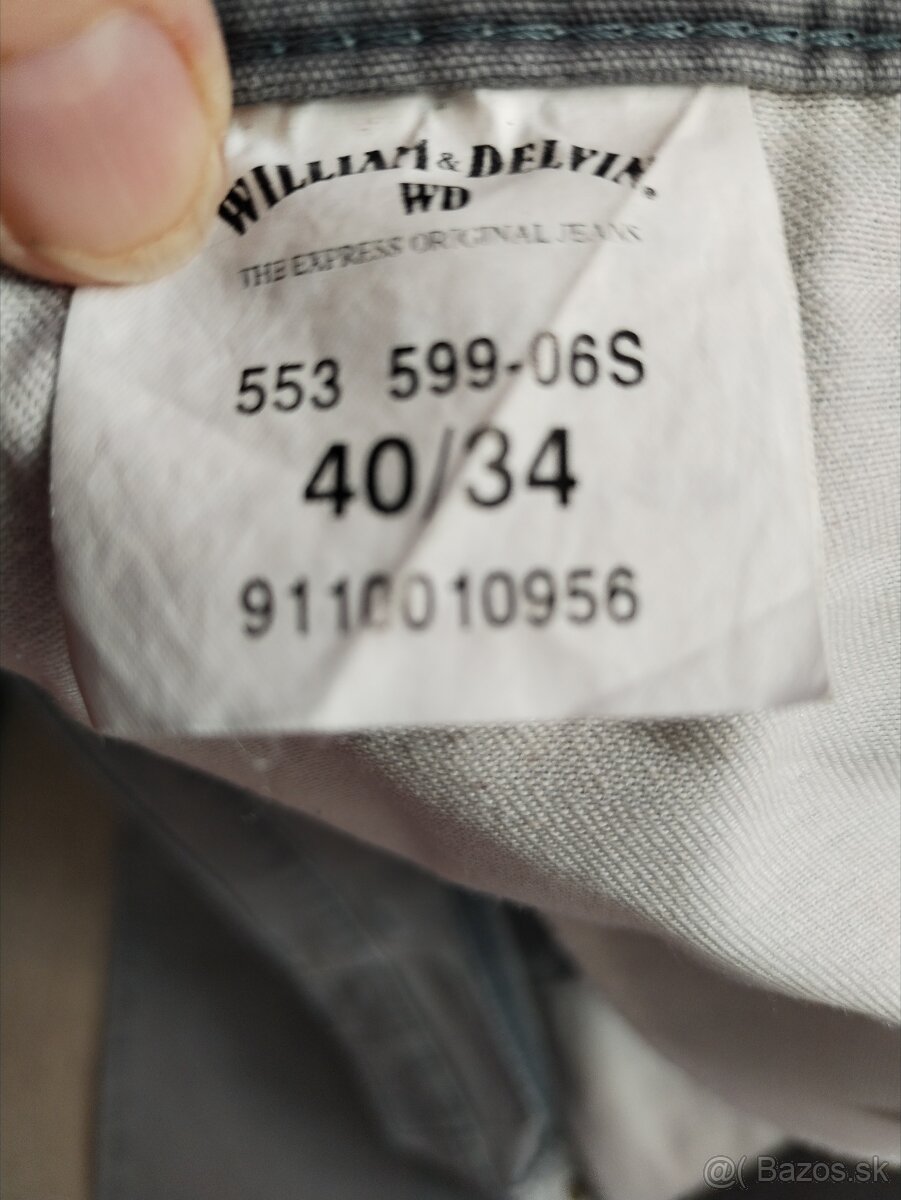 WILLIAM & DELVIN.
WD
THE EXPRESS ORIGINAL JEANS
553 599-06S
40/34
9110010956
@( Bazos.sk